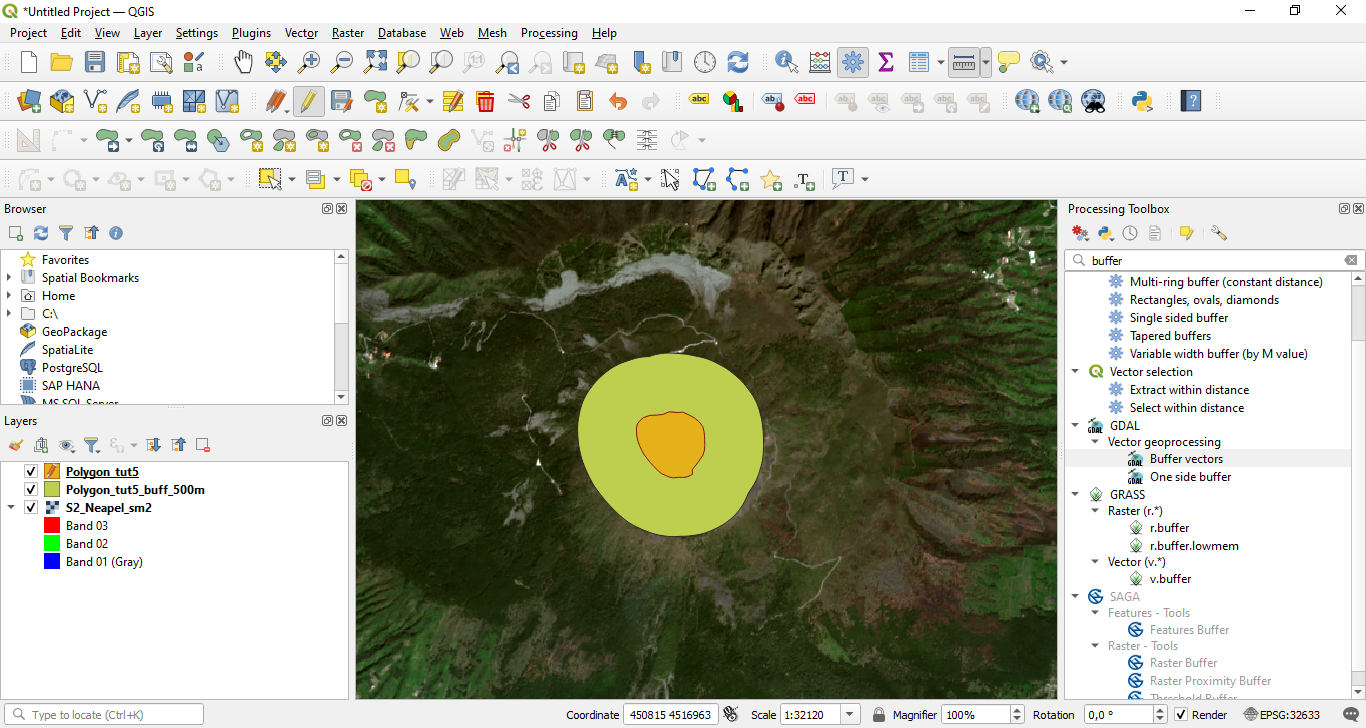 *Untitled Project — QGIS
Project Edit View Layer Settings Plugins Vector Raster Database Web Mesh Processing Help
1:1
abc abc abc
?
T
T
Browser
Favorites
Spatial Bookmarks
Home
C:\
GeoPackage
SpatiaLite
PostgreSQL
SAP HANA
MS SQL Server
Layers
Polygon_tut5
Polygon_tut5_buff_500m
S2_Neapel_sm2
Band 03
Band 02
Band 01 (Gray)
Processing Toolbox
buffer
Multi-ring buffer (constant distance)
Rectangles, ovals, diamonds
Single sided buffer
Tapered buffers
Variable width buffer (by M value)
Vector selection
Extract within distance
Select within distance
GDAL
Vector geoprocessing
Buffer vectors
One side buffer
GRASS
Raster (r.*)
r.buffer
r.buffer.lowmem
Vector (v.*)
v.buffer
SAGA
Features - Tools
Features Buffer
Raster - Tools
Raster Buffer
Raster Proximity Buffer
Threshold Buffer
Type to locate (Ctrl+K) Coordinate 450815 4516963 Scale 1:32120 Magnifier 100% Rotation 0,0 ° Render EPSG:32633